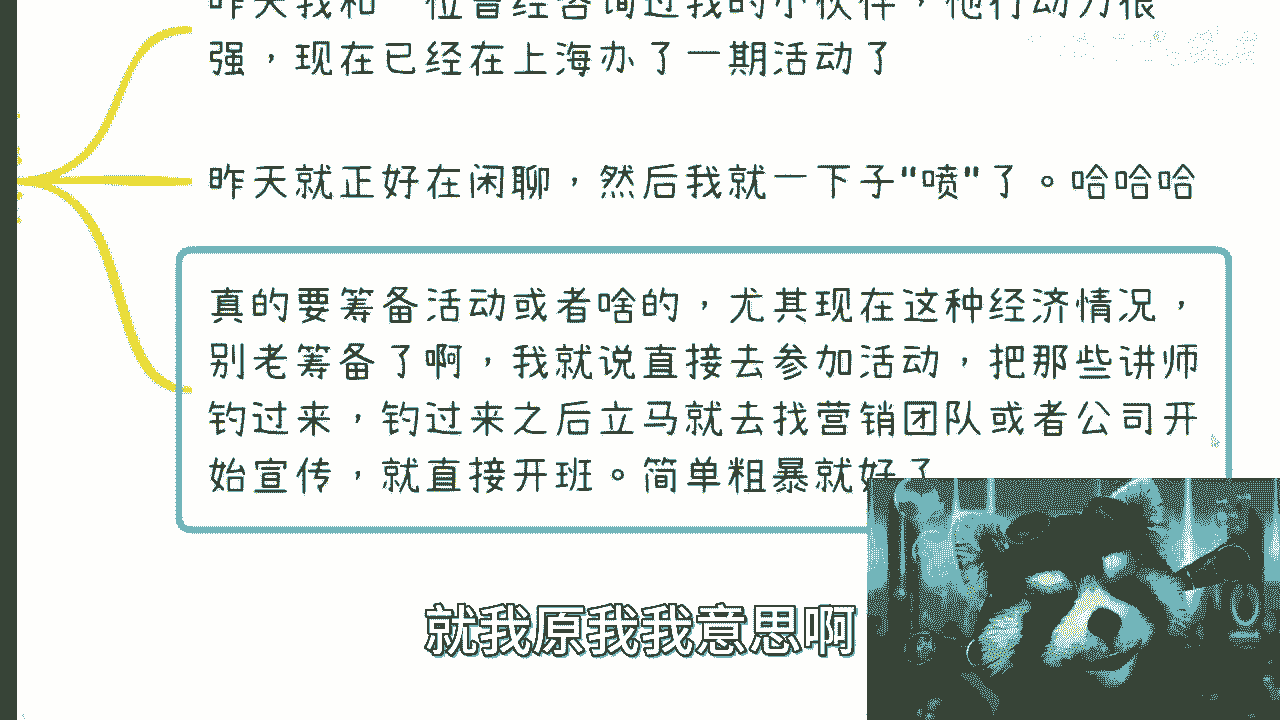 昨天我和一位曾经咨询过我的小伙伴，他行动力很
强，现在已经在上海办了一期活动了
昨天就正好在闲聊，然后我就一下子"喷"了。哈哈哈
真的要筹备活动或者啥的，尤其现在这种经济情况，
别老筹备了啊，我就说直接去参加活动，把那些讲师
钓过来，钓过来之后立马就去找营销团队或者公司开
始宣传，就直接开班。简单粗暴就好了
就我原我我意思啊